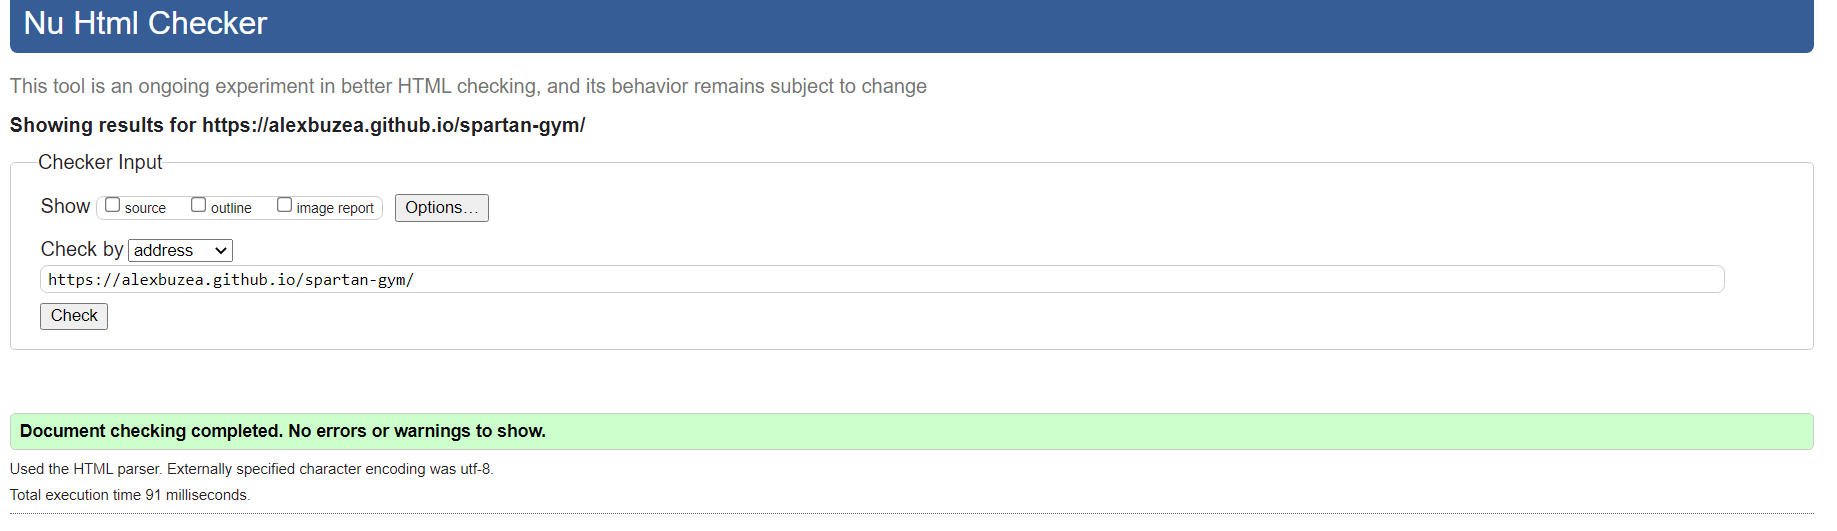 Nu Html Checker
This tool is an ongoing experiment in better HTML checking, and its behavior remains subject to change
Showing results for https://alexbuzea.github.io/spartan-gym/
Checker Input
Show source outline image report Options...
Check by address
https://alexbuzea.github.io/spartan-gym/
Check
Document checking completed. No errors or warnings to show.
Used the HTML parser. Externally specified character encoding was utf-8.
Total execution time 91 milliseconds.